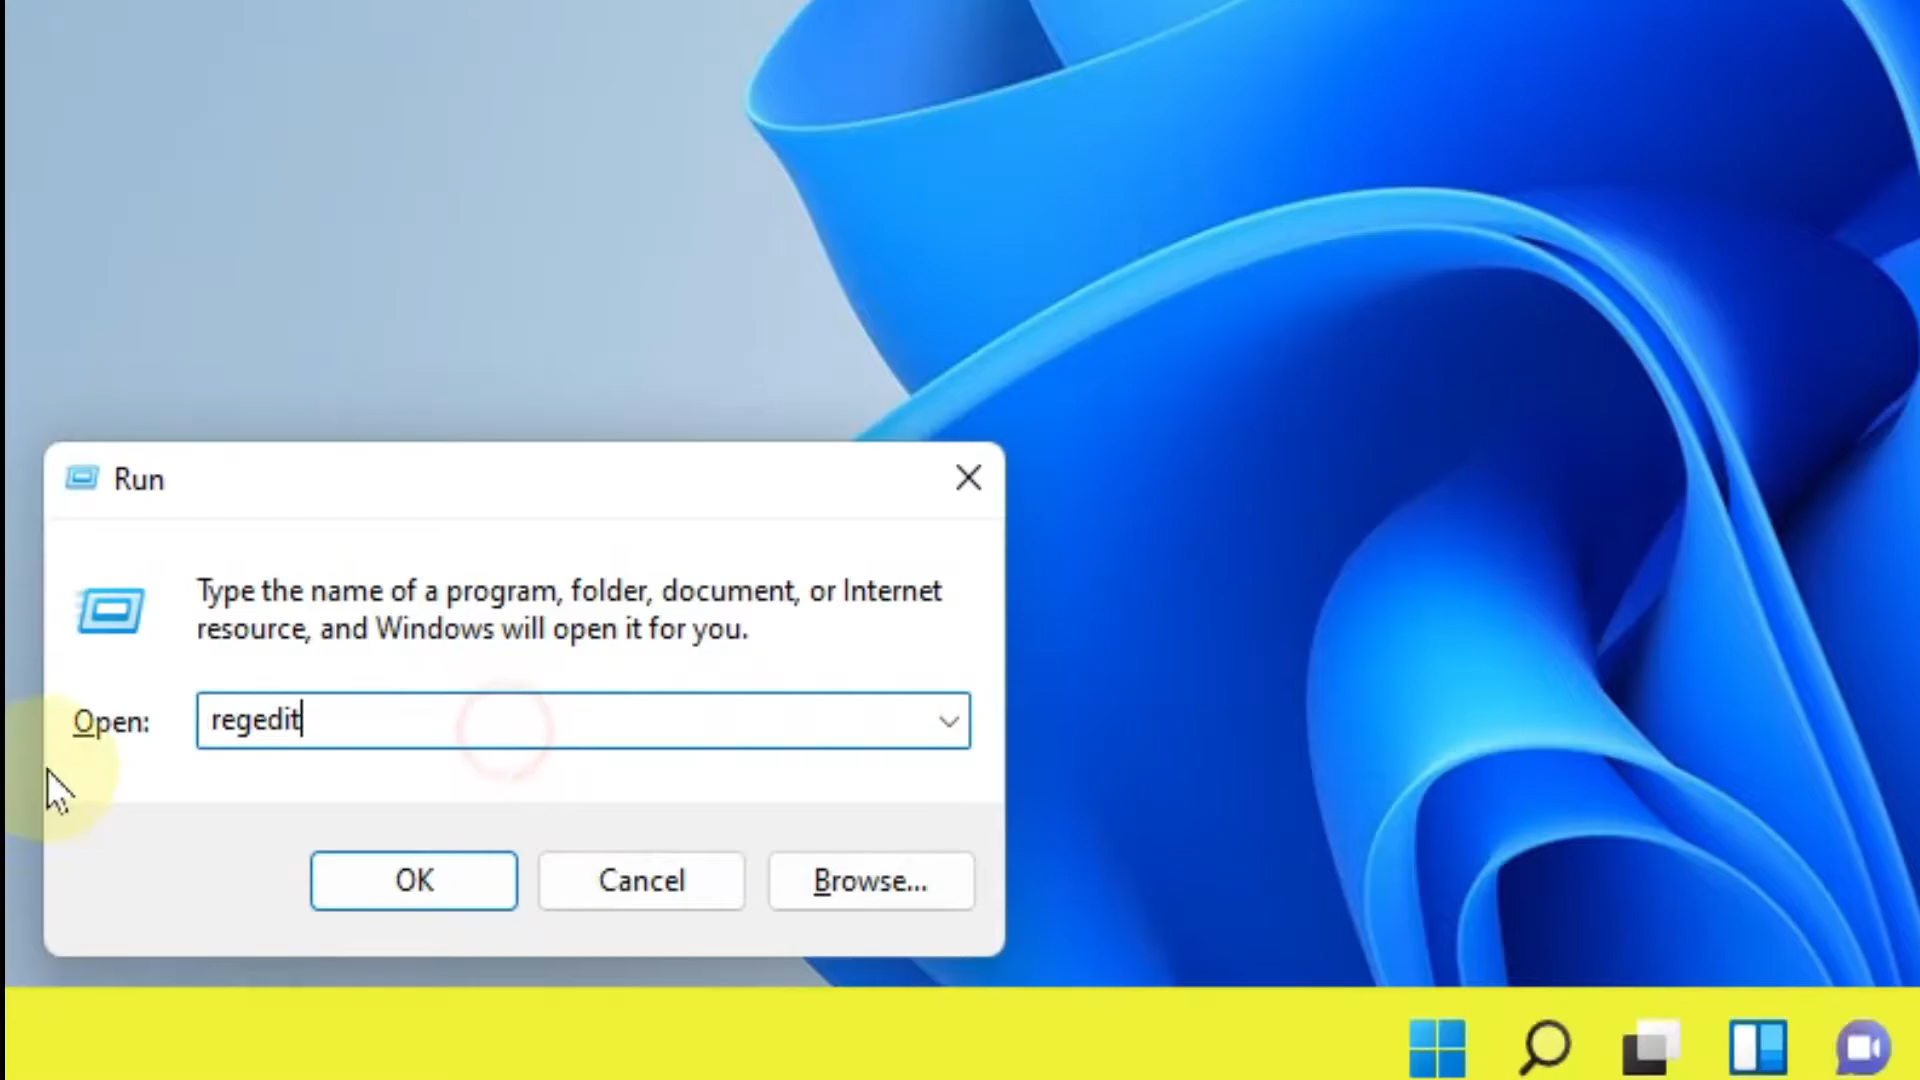 Run
Type the name of a program, folder, document, or Internet
resource, and Windows will open it for you.
Open:
regedit
OK
Cancel
Browse...